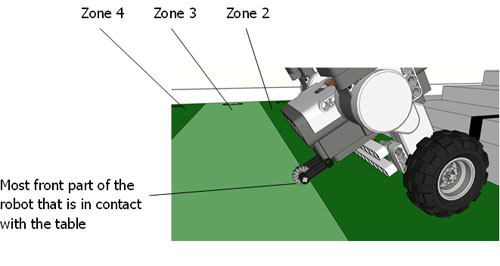 Zone 4 Zone 3 Zone 2
Most front part of the
robot that is in contact
with the table